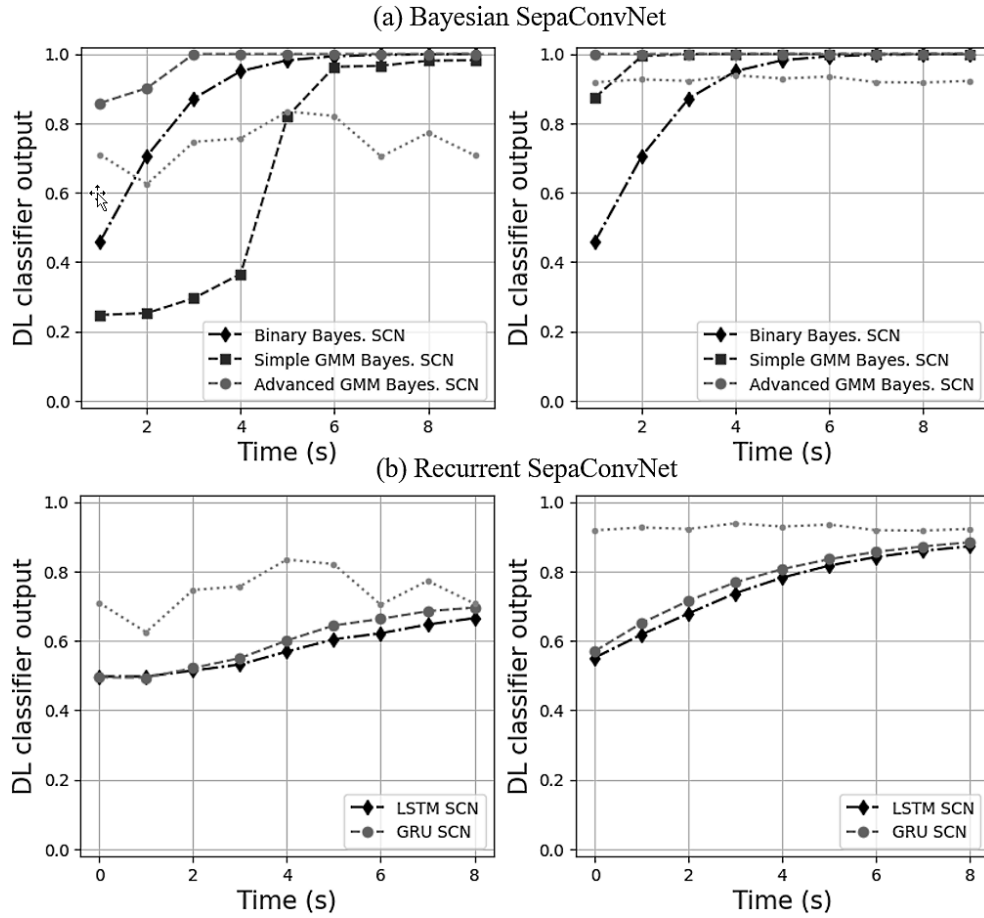 (a) Bayesian SepaConvNet
DL classifier output
1.0
0.8
0.6
0.4
0.2
0.0
Binary Bayes. SCN
Simple GMM Bayes. SCN
Advanced GMM Bayes. SCN
2 4 6 8
Time (s)
DL classifier output
1.0
0.8
0.6
0.4
0.2
0.0
Binary Bayes. SCN
Simple GMM Bayes. SCN
Advanced GMM Bayes. SCN
2 4 6 8
Time (s)
(b) Recurrent SepaConvNet
DL classifier output
1.0
0.8
0.6
0.4
0.2
0.0
LSTM SCN
GRU SCN
0 2 4 6 8
Time (s)
DL classifier output
1.0
0.8
0.6
0.4
0.2
0.0
LSTM SCN
GRU SCN
0 2 4 6 8
Time (s)